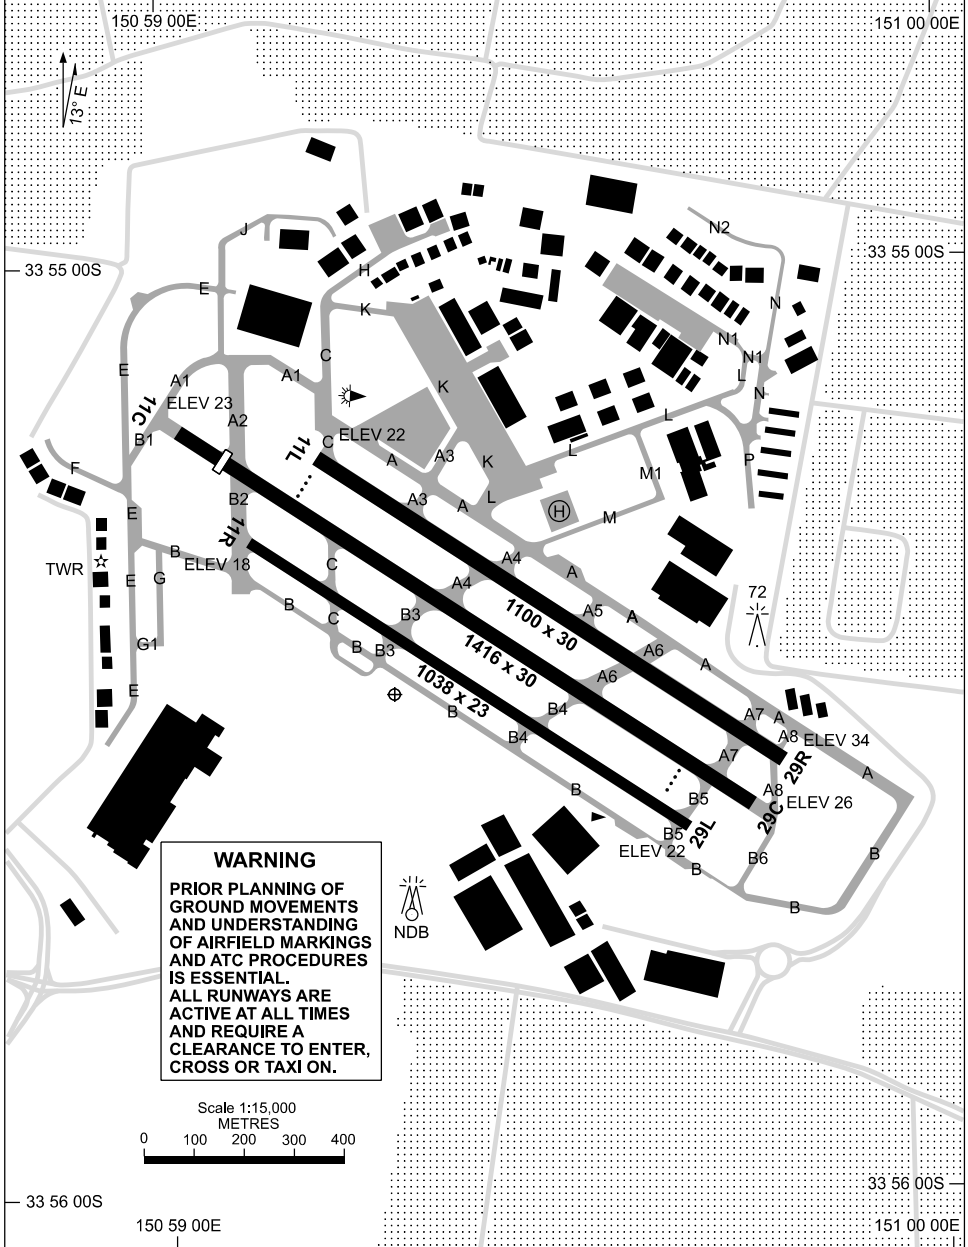 150 59 00E
151 00 00E
13° E
N2
J
33 55 00S
33 55 00S
H
E
K
N
C
N1
N1
E
A1
A1
K
L
N
11C
ELEV 23
A2
L
B1
11L
C
ELEV 22
L
A
A3
K
P
F
M1
B2
A3
A
L
E
11R
H
M
B
TWR
ELEV 18
A4
C
A
E
G
A4
72
B
B3
1100 x 30
A5
A
C
G1
B
B3
1416 x 30
A6
A
A6
E
1038 x 23
B
B4
A7
A
B4
A8
ELEV 34
A7
29R
A
B
A8
B5
29C
ELEV 26
B5
29L
ELEV 22
B6
B
B
B
WARNING
PRIOR PLANNING OF
GROUND MOVEMENTS
AND UNDERSTANDING
OF AIRFIELD MARKINGS
AND ATC PROCEDURES
IS ESSENTIAL.
ALL RUNWAYS ARE
ACTIVE AT ALL TIMES
AND REQUIRE A
CLEARANCE TO ENTER,
CROSS OR TAXI ON.
NDB
Scale 1:15,000
METRES
0 100 200 300 400
33 56 00S
33 56 00S
150 59 00E
151 00 00E